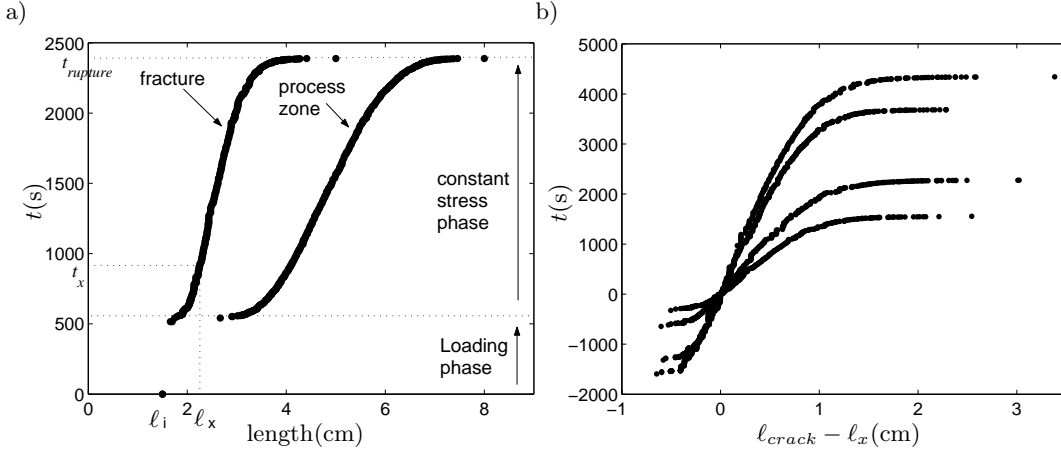 a)
2500
2000
1500
1000
500
0
t(s)
t_rupture
t_x
fracture
process
zone
constant
stress
phase
Loading
phase
0
2
4
6
8
ℓ_i
ℓ_x
length(cm)
b)
5000
4000
3000
2000
1000
0
−1000
−2000
t(s)
−1
0
1
2
3
ℓ_crack − ℓ_x(cm)